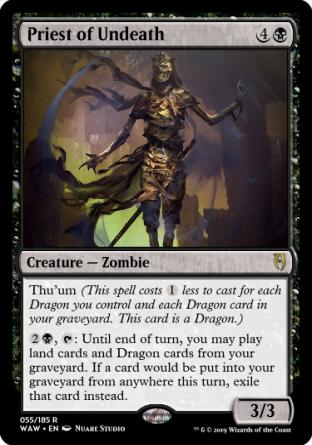 Priest of Undeath 4
Creature — Zombie
Thu'um (This spell costs 1 less to cast for each
Dragon you control and each Dragon card in
your graveyard. This card is a Dragon.)
2 , : Until end of turn, you may play
land cards and Dragon cards from your
graveyard. If a card would be put into your
graveyard from anywhere this turn, exile
that card instead.
3/3
055/185 R
WAW • EN Nuare Studio
™ & © 2019 Wizards of the Coast